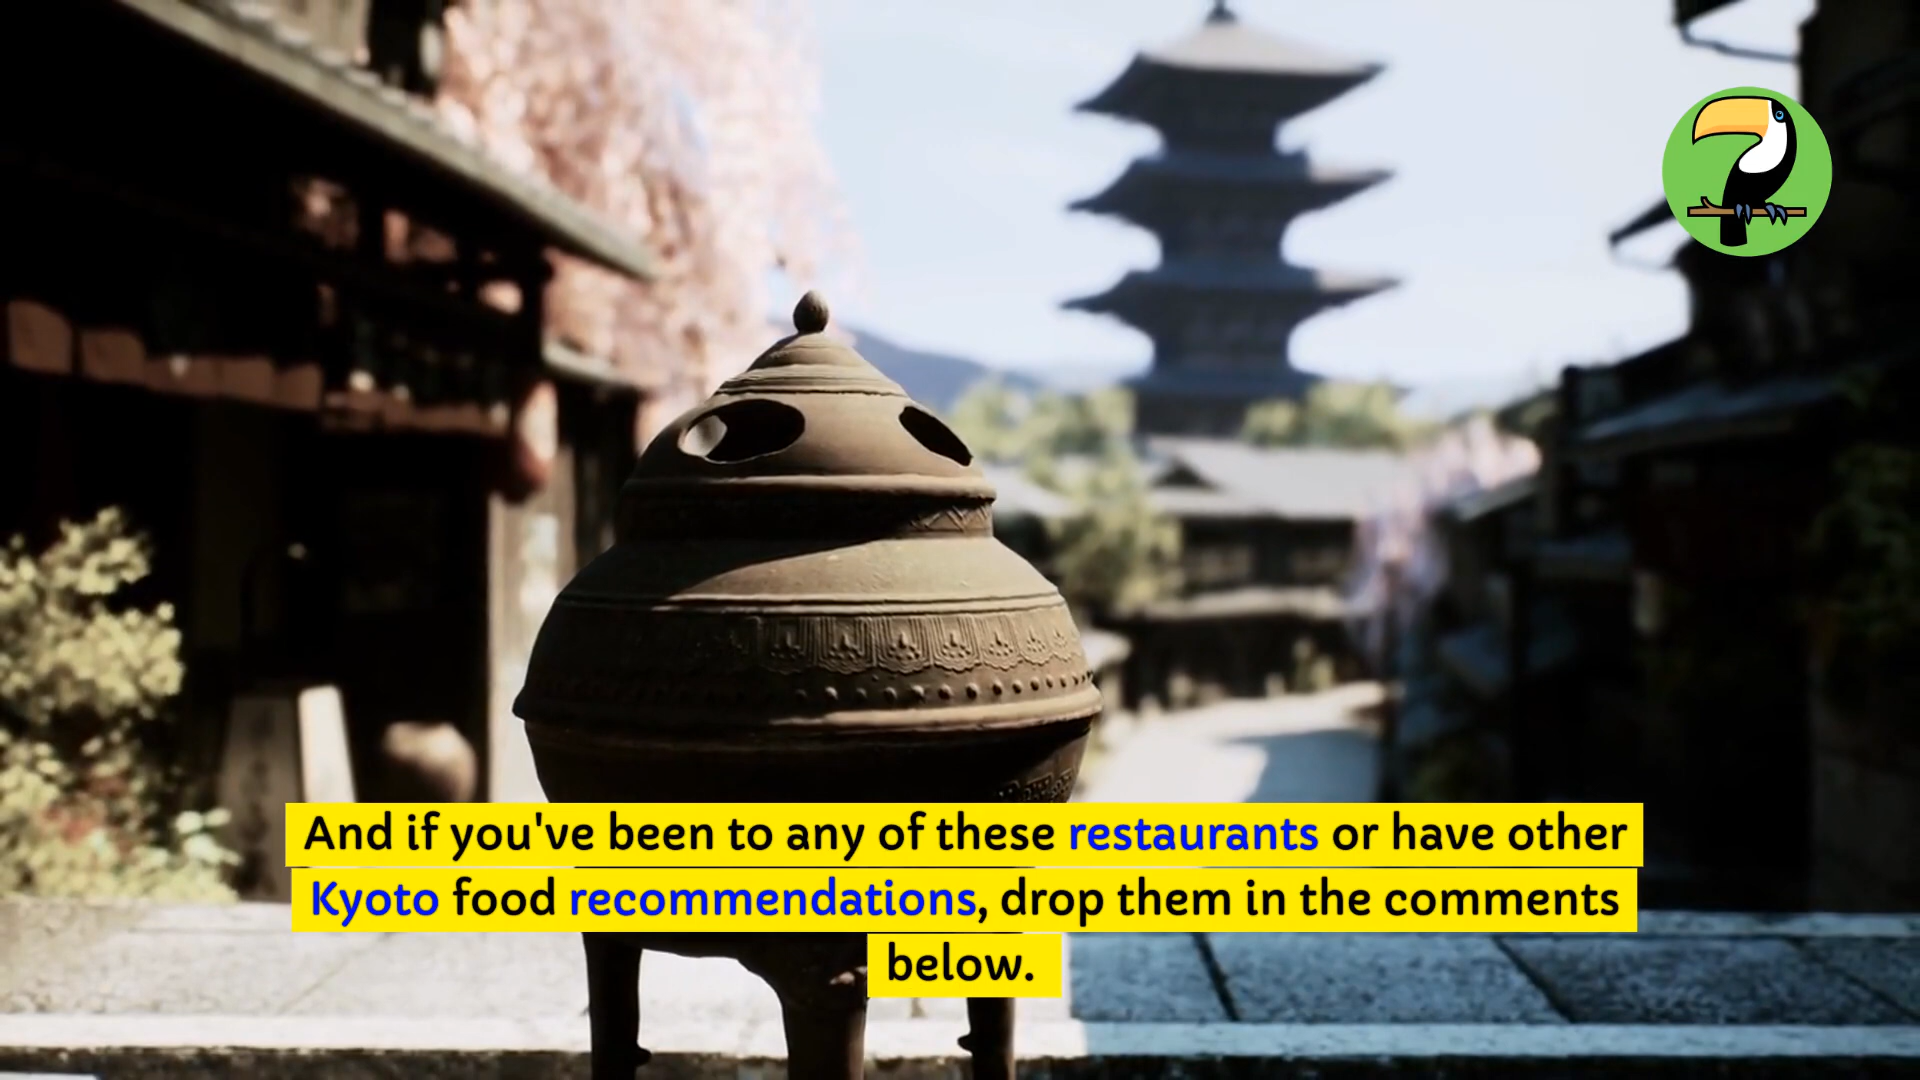 And if you've been to any of these restaurants or have other
Kyoto food recommendations, drop them in the comments
below.